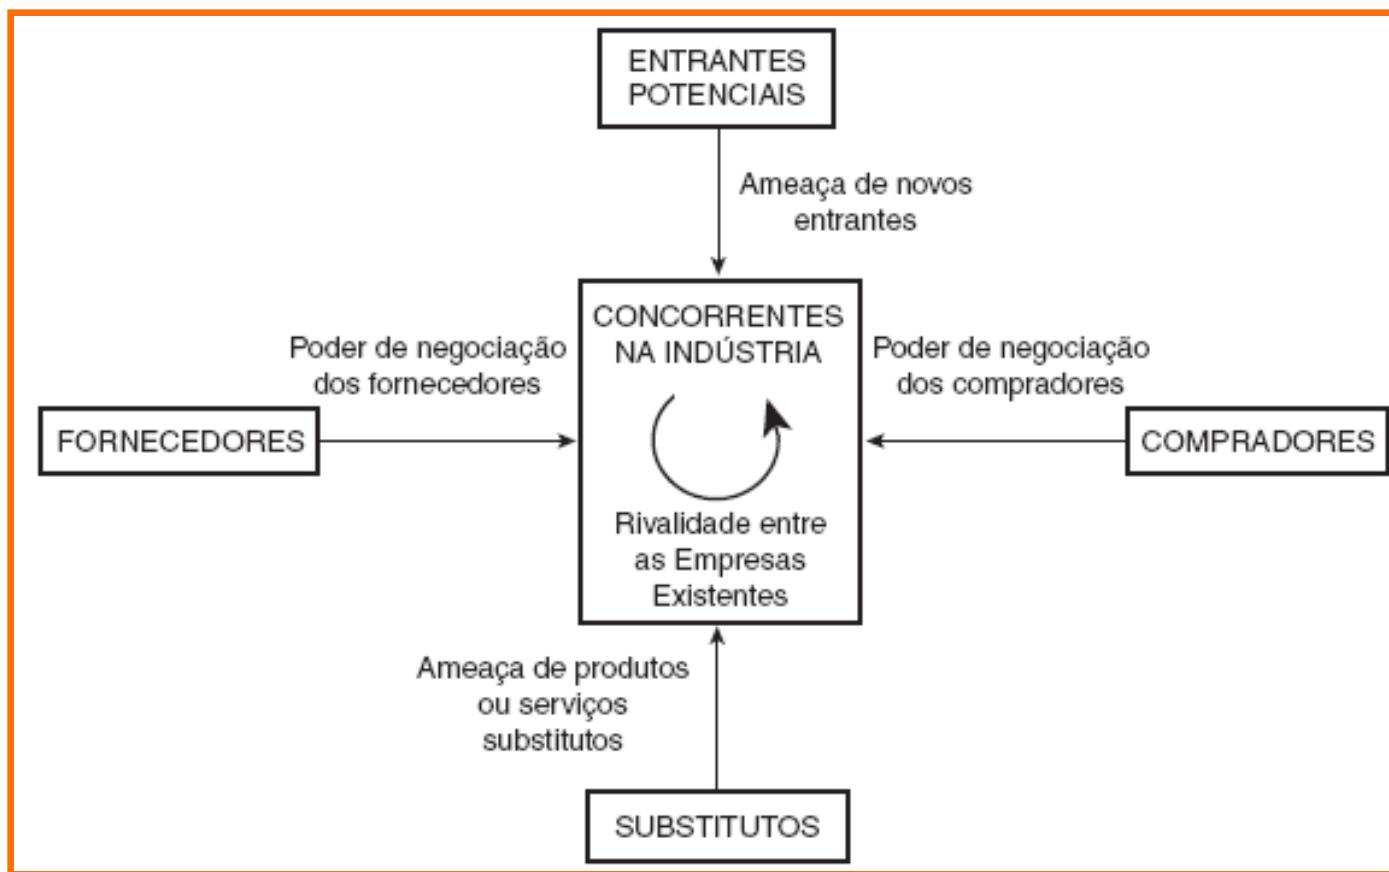 ENTRANTES
POTENCIAIS
Ameaça de novos
entrantes
CONCORRENTES
NA INDÚSTRIA
Poder de negociação
dos fornecedores
Poder de negociação
dos compradores
FORNECEDORES
COMPRADORES
Rivalidade entre
as Empresas
Existentes
Ameaça de produtos
ou serviços
substitutos
SUBSTITUTOS